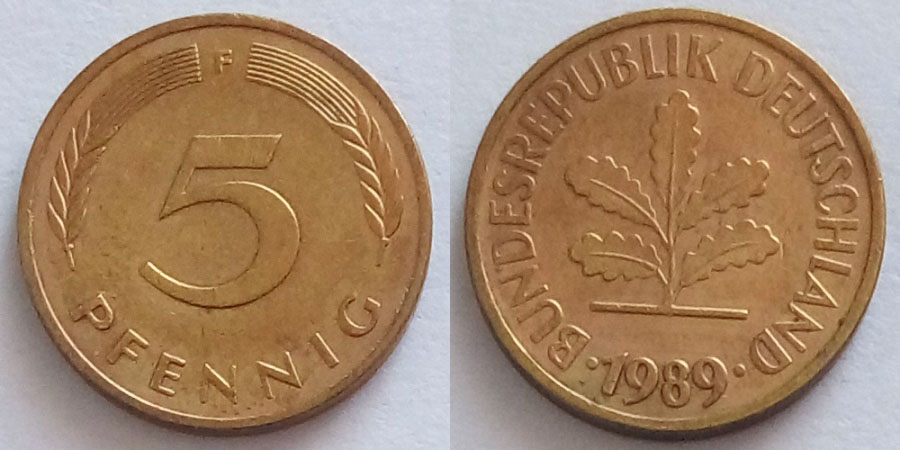 F
5
PFENNIG
BUNDESREPUBLIK DEUTSCHLAND
· 1989 ·